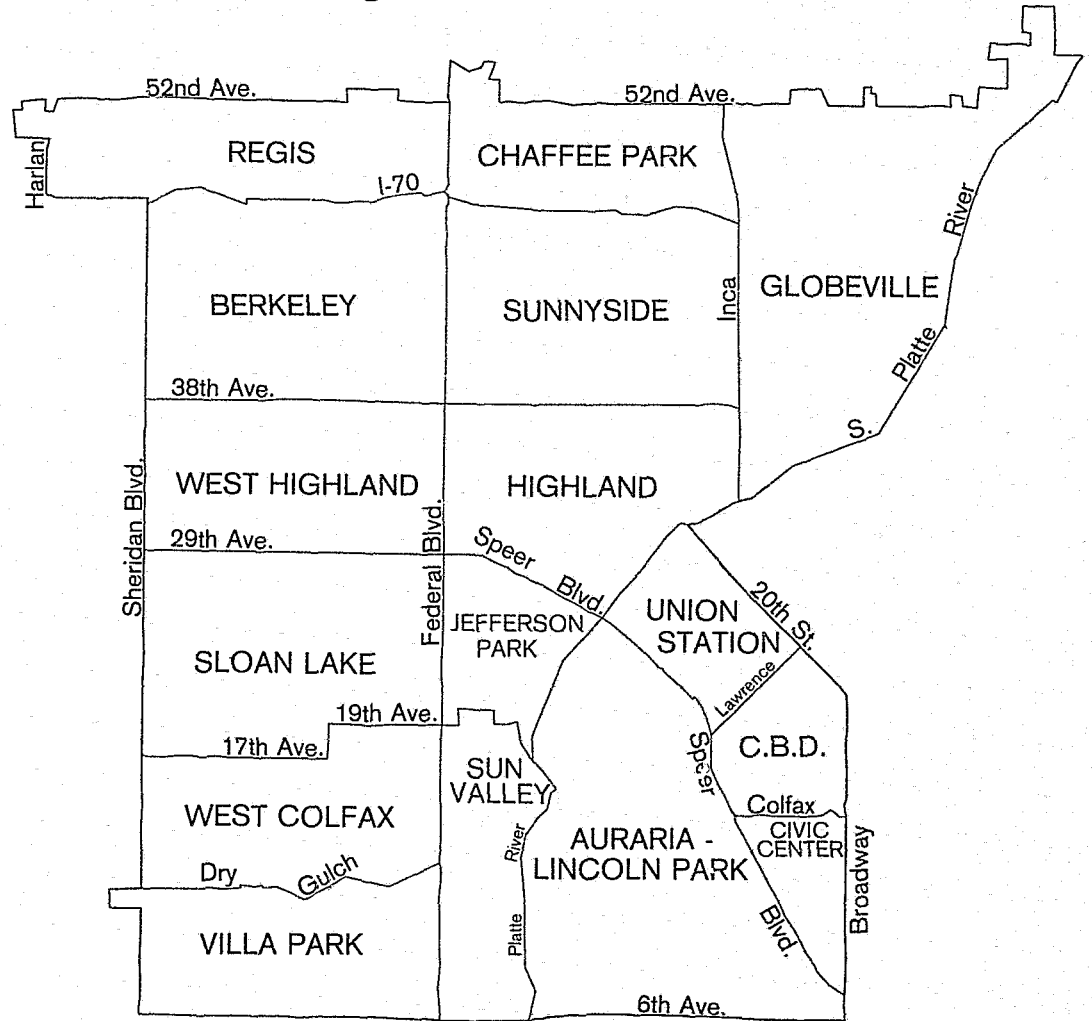 52nd Ave.
52nd Ave.
Harlan
REGIS
CHAFFEE PARK
I-70
River
GLOBEVILLE
BERKELEY
SUNNYSIDE
Inca
Platte
38th Ave.
S.
Sheridan Blvd.
WEST HIGHLAND
HIGHLAND
Federal Blvd.
29th Ave.
Speer
Blvd.
20th St.
UNION
STATION
JEFFERSON
PARK
SLOAN LAKE
Lawrence
19th Ave.
17th Ave.
Speer
C.B.D.
SUN
VALLEY
WEST COLFAX
Colfax
CIVIC
CENTER
River
AURARIA -
LINCOLN PARK
Broadway
Dry
Gulch
VILLA PARK
Platte
Blvd.
6th Ave.